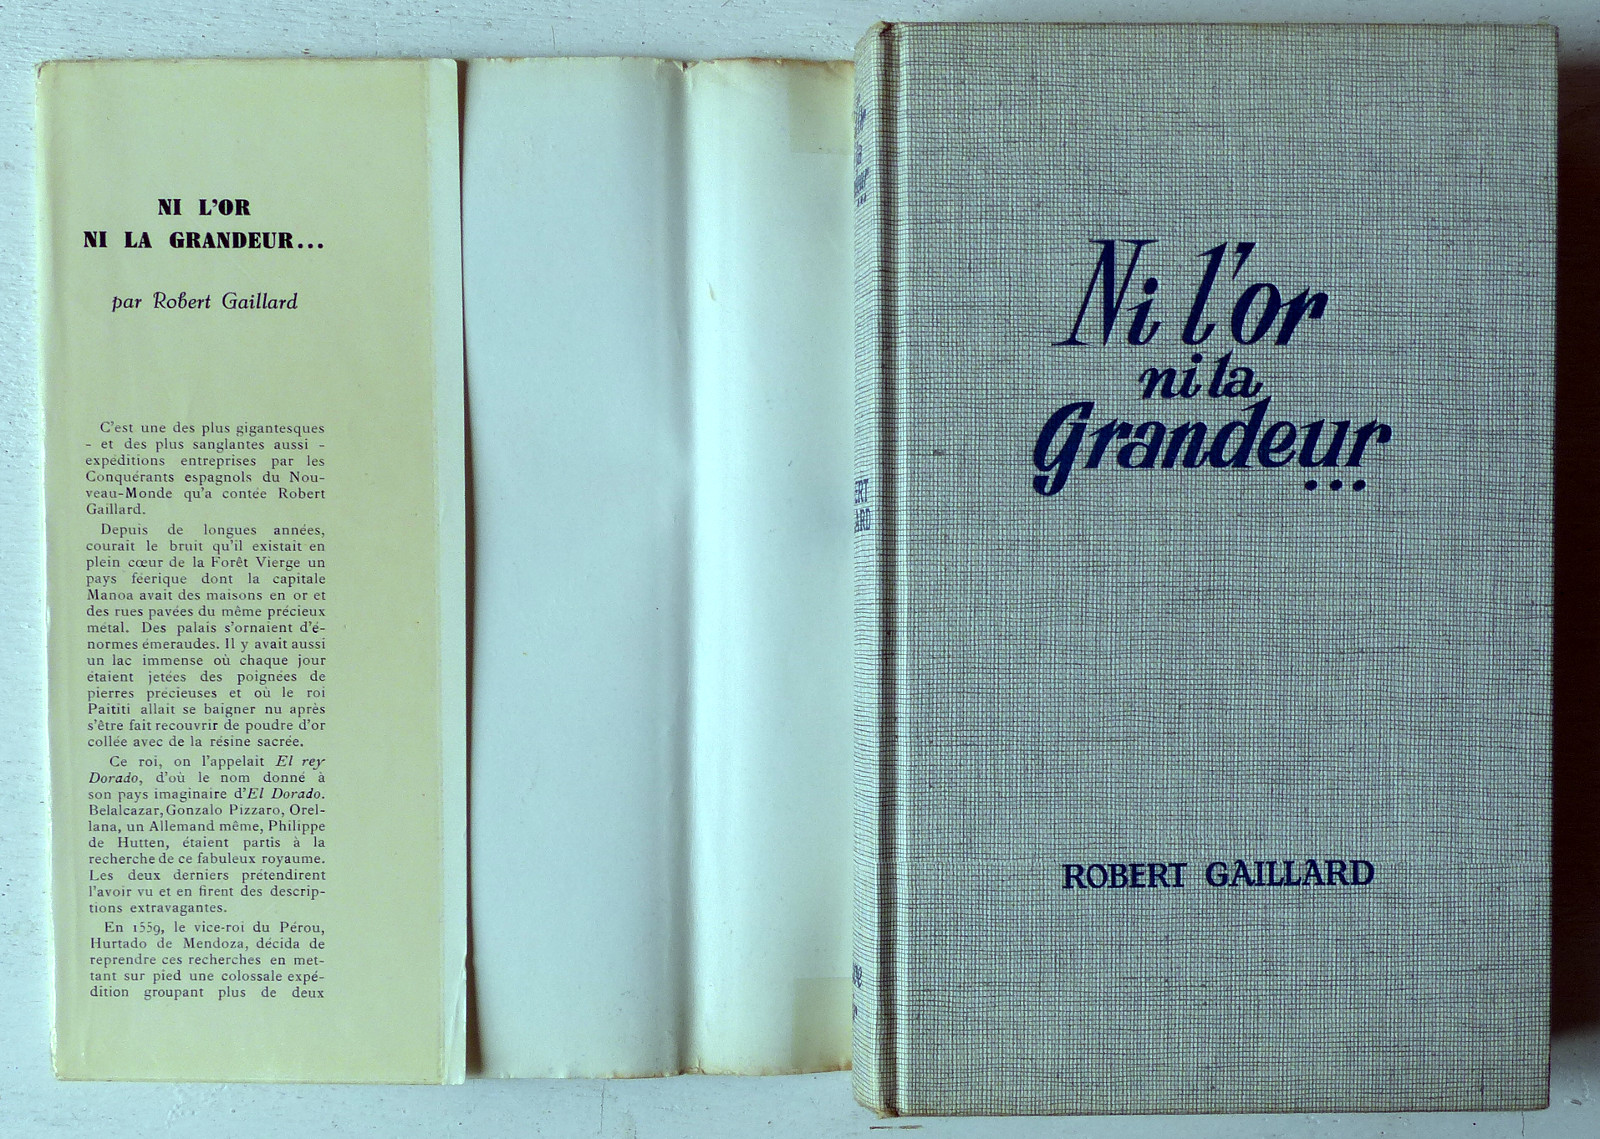 NI L'OR
NI LA GRANDEUR...
par Robert Gaillard
C'est une des plus gigantesques
- et des plus sanglantes aussi -
expéditions entreprises par les
Conquérants espagnols du Nou-
veau-Monde qu'a contée Robert
Gaillard.
Depuis de longues années,
courait le bruit qu'il existait en
plein cœur de la Forêt Vierge un
pays féerique dont la capitale
Manoa avait des maisons en or et
des rues pavées du même précieux
métal. Des palais s'ornaient d'é-
normes émeraudes. Il y avait aussi
un lac immense où chaque jour
étaient jetées des poignées de
pierres précieuses et où le roi
Paititi allait se baigner nu après
s'être fait recouvrir de poudre d'or
collée avec de la résine sacrée.
Ce roi, on l'appelait El rey
Dorado, d'où le nom donné à
son pays imaginaire d'El Dorado.
Belalcazar, Gonzalo Pizzaro, Orel-
lana, un Allemand même, Philippe
de Hutten, étaient partis à la
recherche de ce fabuleux royaume.
Les deux derniers prétendirent
l'avoir vu et en firent des descrip-
tions extravagantes.
En 1559, le vice-roi du Pérou,
Hurtado de Mendoza, décida de
reprendre ces recherches en met-
tant sur pied une colossale expé-
dition groupant plus de deux
Ni l'or
ni la
Grandeur...
ROBERT GAILLARD